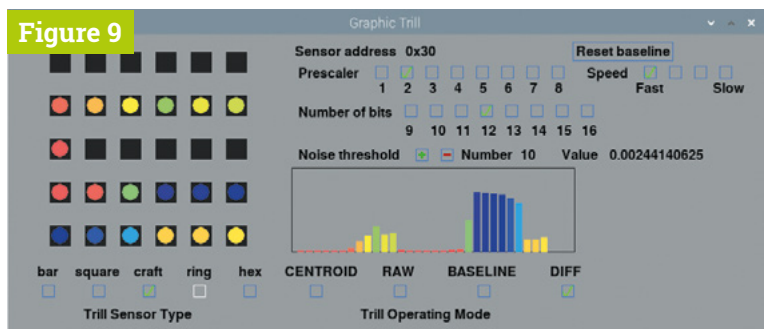 Figure 9
Graphic Trill
Sensor address 0x30
Reset baseline
Prescaler
1 2 3 4 5 6 7 8
Speed
Fast Slow
Number of bits
9 10 11 12 13 14 15 16
Noise threshold + - Number 10 Value 0.00244140625
bar square craft ring hex
Trill Sensor Type
CENTROID RAW BASELINE DIFF
Trill Operating Mode